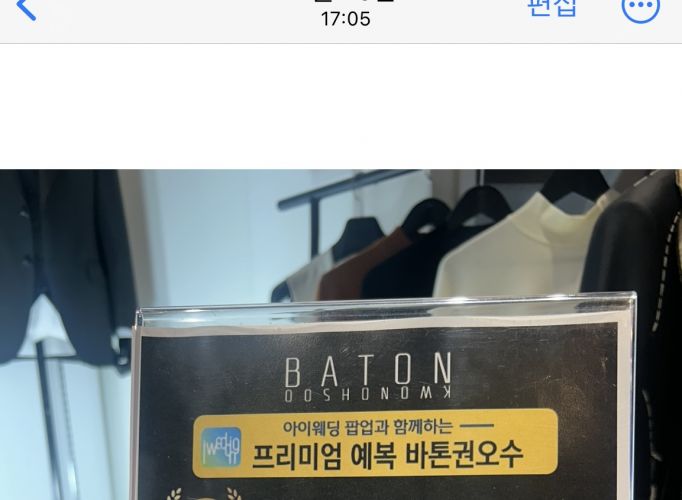 17:05
편집
BATON
KWONOHSOO
아이웨딩 팝업과 함께하는
iwedding
프리미엄 예복 바톤권오수